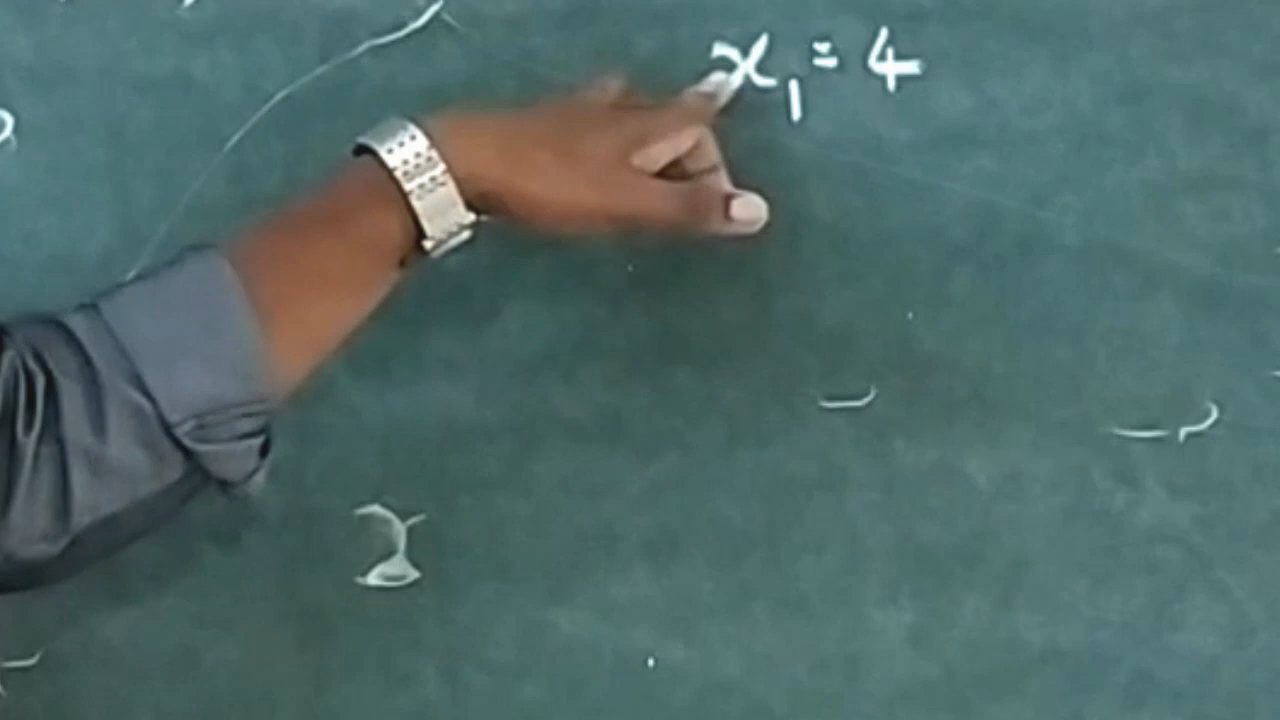 x₁ = 4